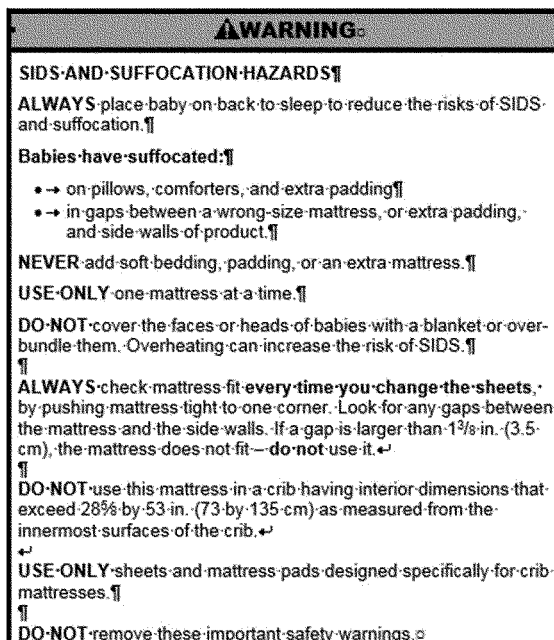 ⚠WARNING
SIDS AND SUFFOCATION HAZARDS¶
ALWAYS place baby on back to sleep to reduce the risks of SIDS
and suffocation.¶
Babies have suffocated:¶
•→ on pillows, comforters, and extra padding¶
•→ in gaps between a wrong-size mattress, or extra padding,
and side walls of product.¶
NEVER add soft bedding, padding, or an extra mattress.¶
USE ONLY one mattress at a time.¶
DO NOT cover the faces or heads of babies with a blanket or over-
bundle them. Overheating can increase the risk of SIDS.¶
¶
ALWAYS check mattress fit every time you change the sheets,
by pushing mattress tight to one corner. Look for any gaps between
the mattress and the side walls. If a gap is larger than 1³/₈ in. (3.5
cm), the mattress does not fit – do not use it.↵
¶
DO NOT use this mattress in a crib having interior dimensions that
exceed 28⅝ by 53 in. (73 by 135 cm) as measured from the
innermost surfaces of the crib.↵
↵
USE ONLY sheets and mattress pads designed specifically for crib
mattresses.¶
¶
DO NOT remove these important safety warnings.¤